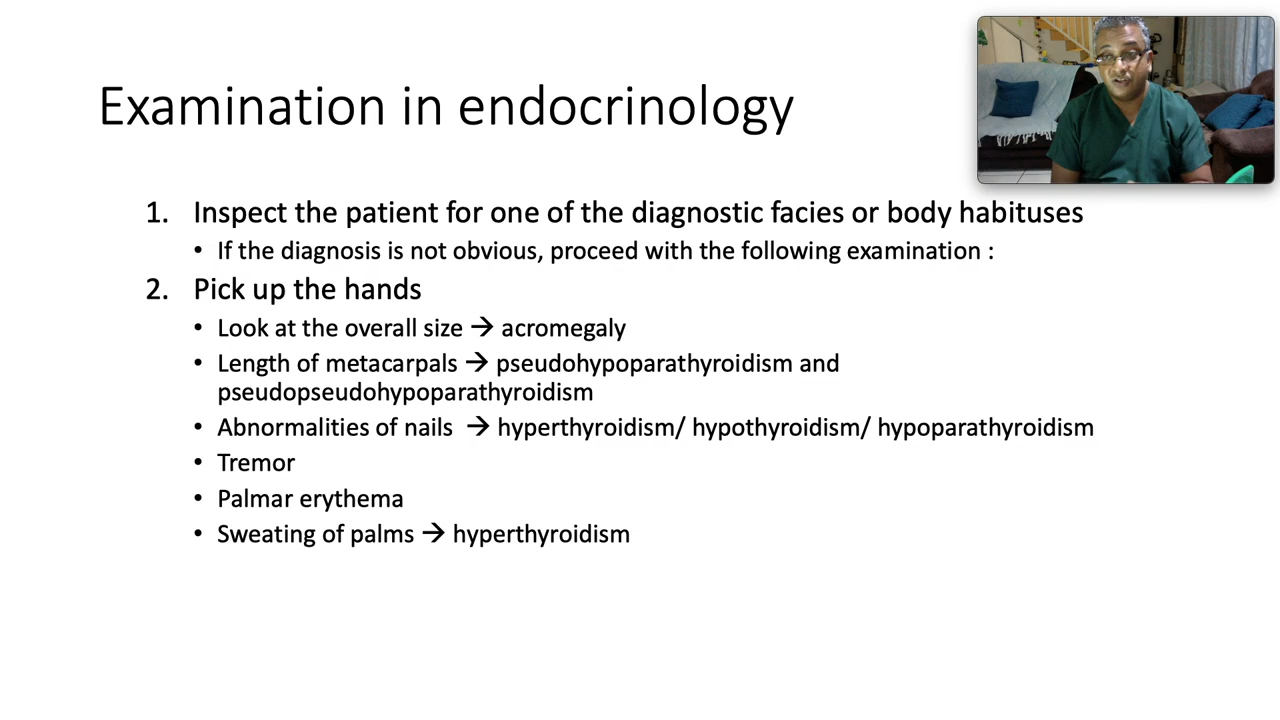 Examination in endocrinology
1. Inspect the patient for one of the diagnostic facies or body habituses
• If the diagnosis is not obvious, proceed with the following examination :
2. Pick up the hands
• Look at the overall size → acromegaly
• Length of metacarpals → pseudohypoparathyroidism and
pseudopseudohypoparathyroidism
• Abnormalities of nails → hyperthyroidism/ hypothyroidism/ hypoparathyroidism
• Tremor
• Palmar erythema
• Sweating of palms → hyperthyroidism